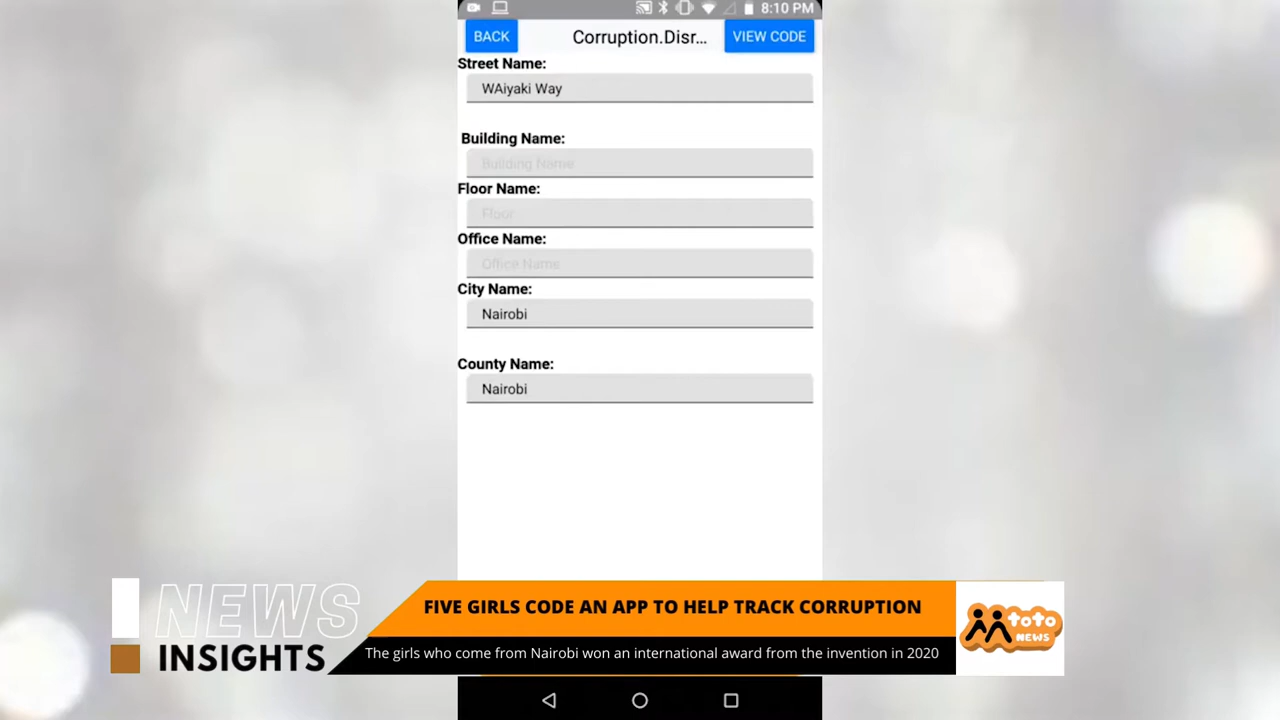 8:10 PM
BACK
Corruption.Disr...
VIEW CODE
Street Name:
WAiyaki Way
Building Name:
Building Name
Floor Name:
Floor
Office Name:
Office Name
City Name:
Nairobi
County Name:
Nairobi
NEWS
INSIGHTS
FIVE GIRLS CODE AN APP TO HELP TRACK CORRUPTION
The girls who come from Nairobi won an international award from the invention in 2020
Mtoto
NEWS